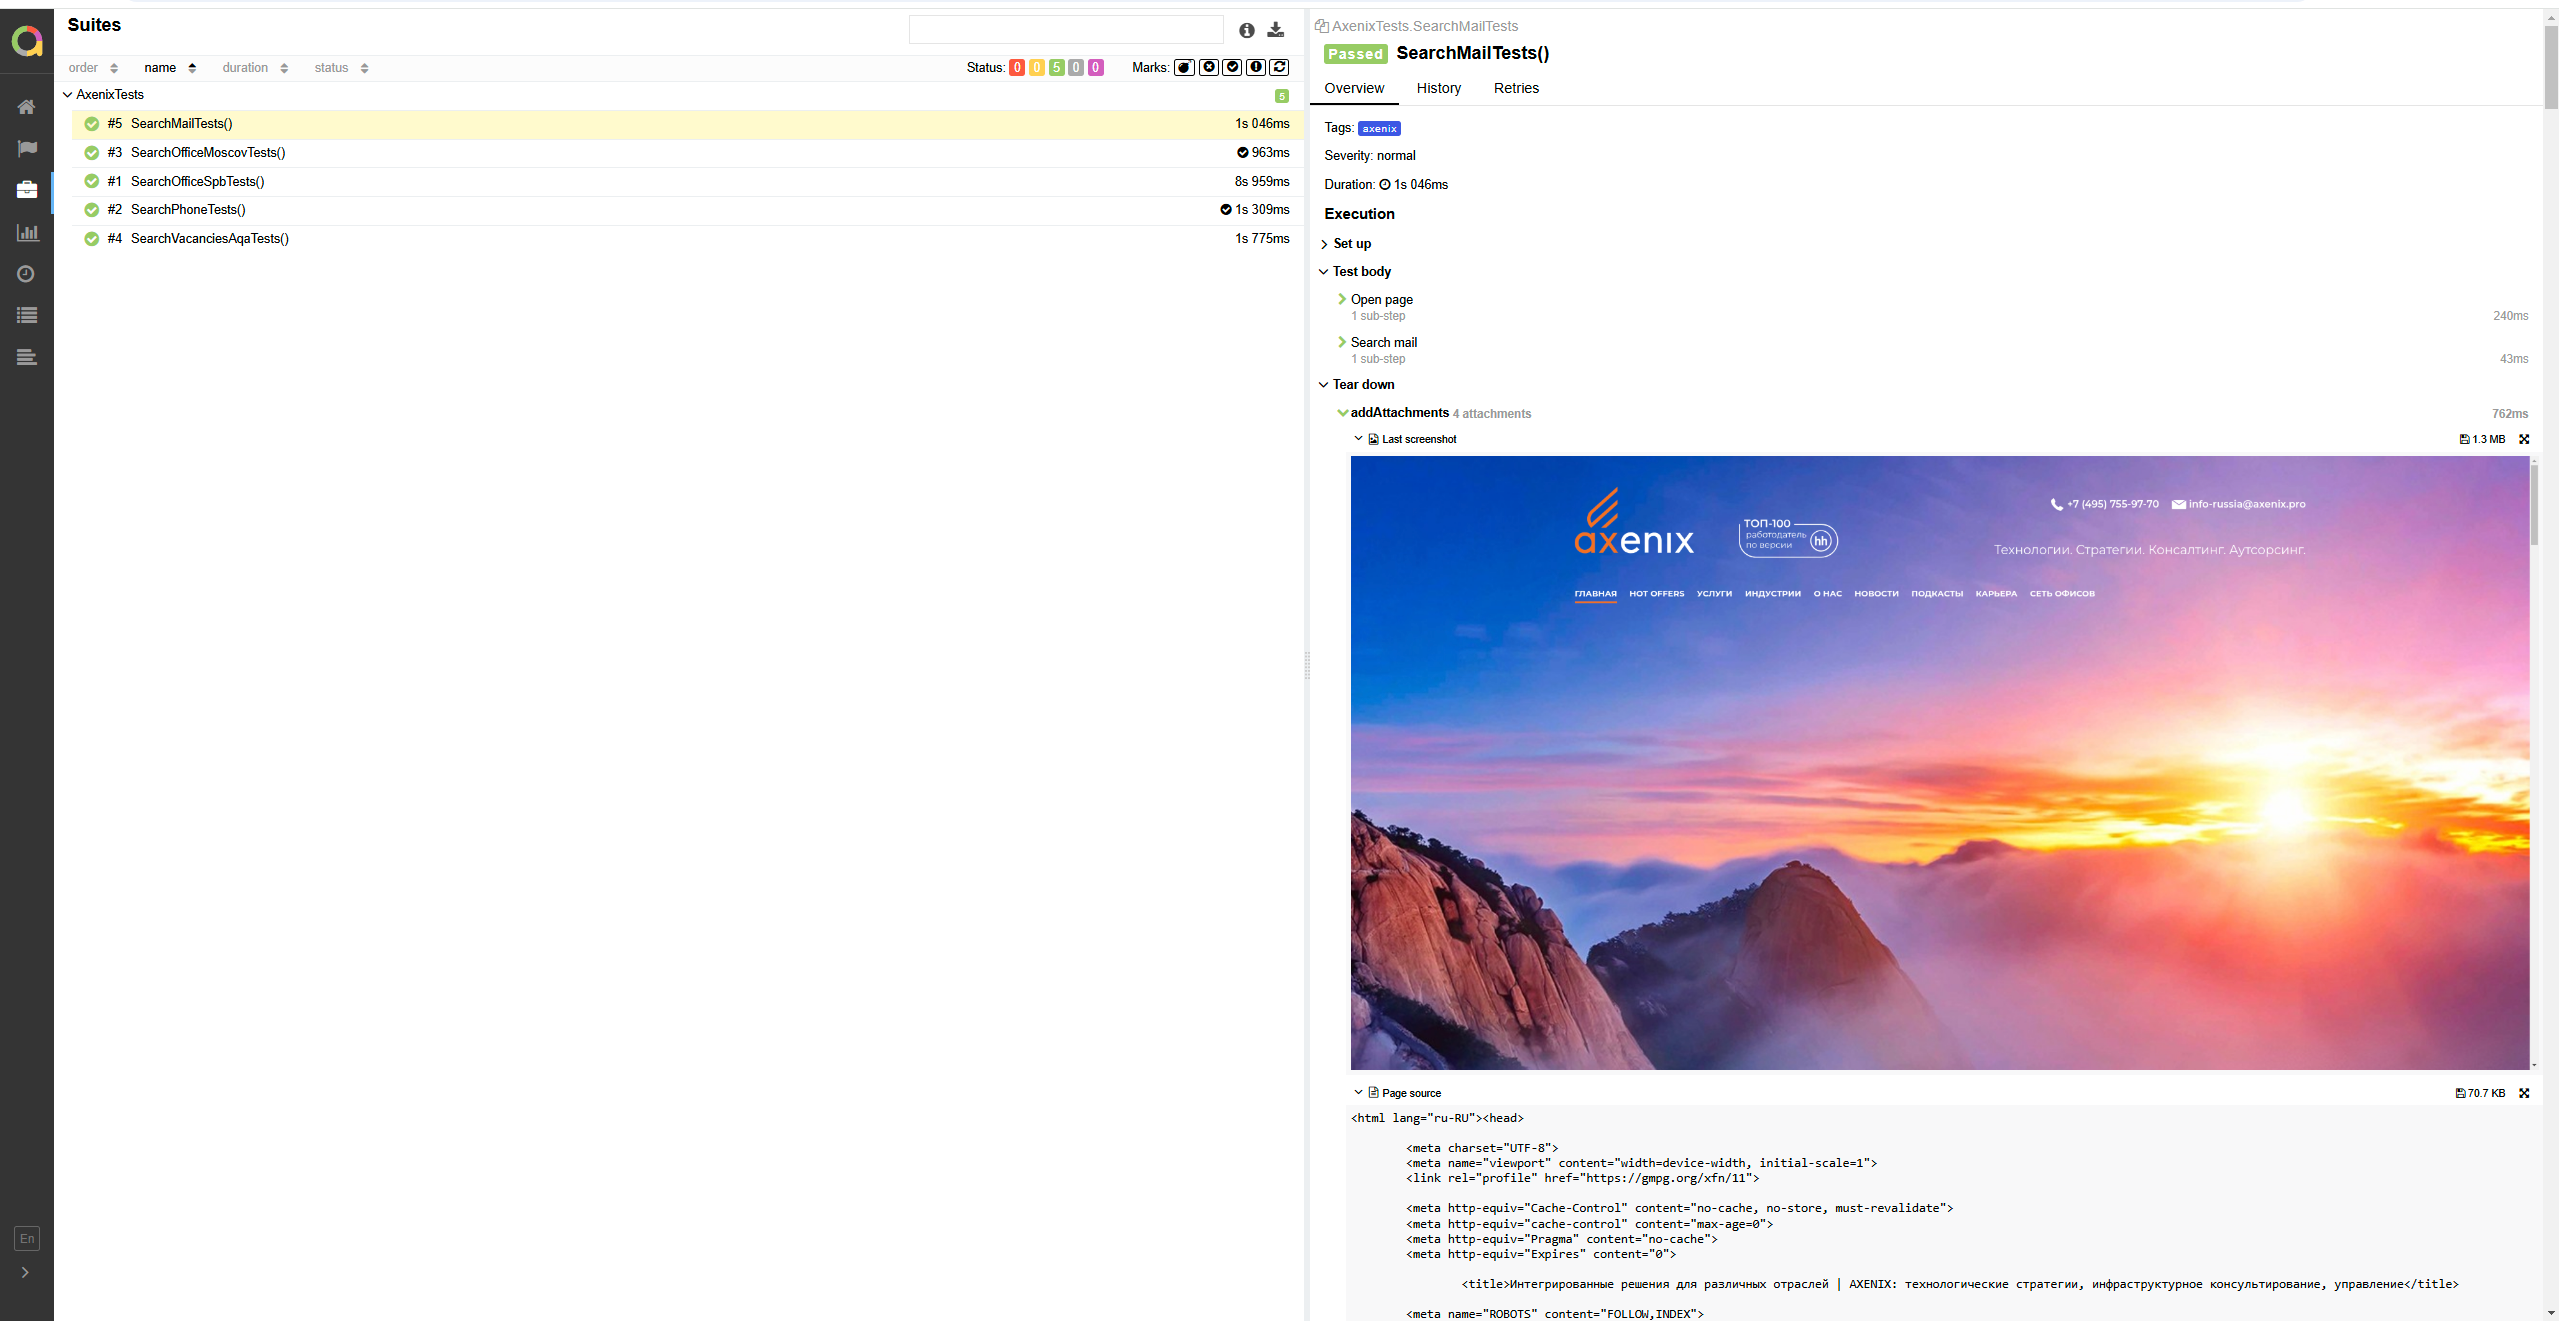 Suites
order name duration status
Status: 0 0 5 0 0 Marks:
AxenixTests 5
#5 SearchMailTests() 1s 046ms
#3 SearchOfficeMoscovTests() 963ms
#1 SearchOfficeSpbTests() 8s 959ms
#2 SearchPhoneTests() 1s 309ms
#4 SearchVacanciesAqaTests() 1s 775ms
En
AxenixTests.SearchMailTests
Passed SearchMailTests()
Overview History Retries
Tags: axenix
Severity: normal
Duration: 1s 046ms
Execution
Set up
Test body
Open page
1 sub-step 240ms
Search mail
1 sub-step 43ms
Tear down
addAttachments 4 attachments 762ms
Last screenshot 1.3 MB
+7 (495) 755-97-70 info-russia@axenix.pro
axenix
ТОП-100
работодатель
по версии hh
Технологии. Стратегии. Консалтинг. Аутсорсинг.
ГЛАВНАЯ HOT OFFERS УСЛУГИ ИНДУСТРИИ О НАС НОВОСТИ ПОДКАСТЫ КАРЬЕРА СЕТЬ ОФИСОВ
Page source 70.7 KB
<html lang="ru-RU"><head>
<meta charset="UTF-8">
<meta name="viewport" content="width=device-width, initial-scale=1">
<link rel="profile" href="https://gmpg.org/xfn/11">
<meta http-equiv="Cache-Control" content="no-cache, no-store, must-revalidate">
<meta http-equiv="cache-control" content="max-age=0">
<meta http-equiv="Pragma" content="no-cache">
<meta http-equiv="Expires" content="0">
<title>Интегрированные решения для различных отраслей | AXENIX: технологические стратегии, инфраструктурное консультирование, управление</title>
<meta name="ROBOTS" content="FOLLOW,INDEX">